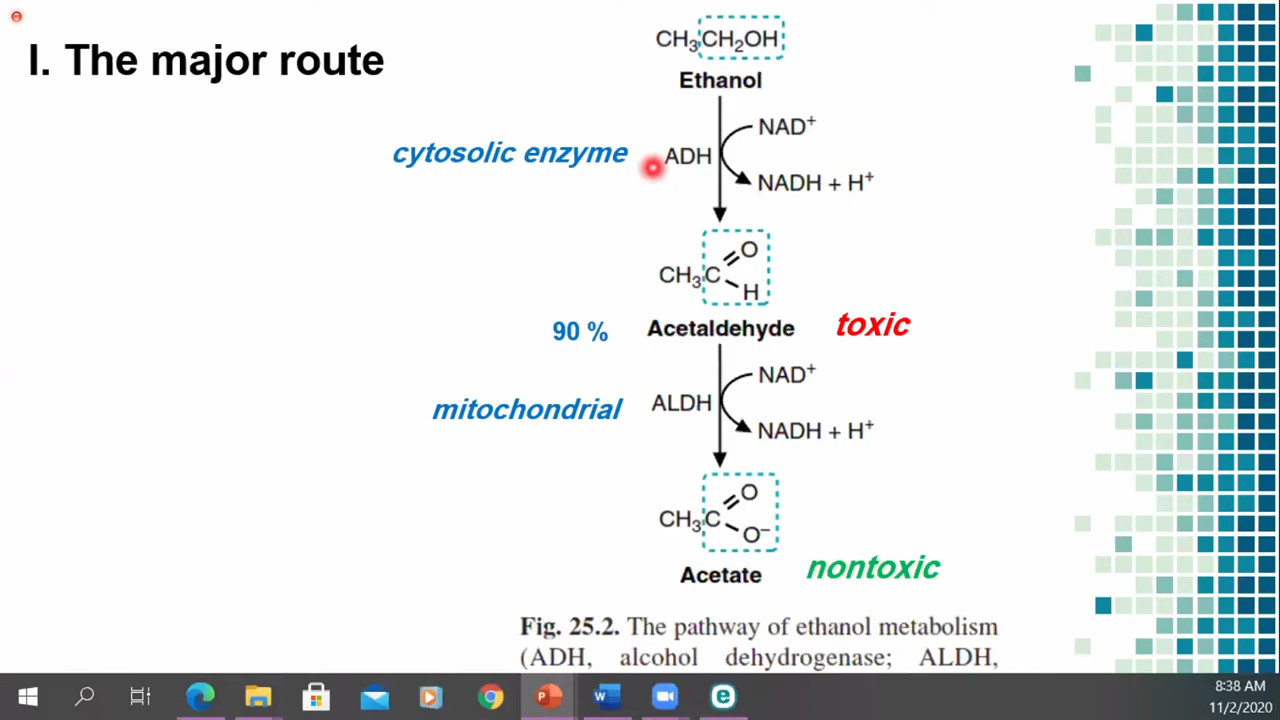 I. The major route
CH₃CH₂OH
Ethanol
NAD⁺
cytosolic enzyme
ADH
NADH + H⁺
O
CH₃C
H
90 %
Acetaldehyde
toxic
NAD⁺
mitochondrial
ALDH
NADH + H⁺
O
CH₃C
O⁻
Acetate
nontoxic
Fig. 25.2. The pathway of ethanol metabolism
(ADH, alcohol dehydrogenase; ALDH,
8:38 AM
11/2/2020